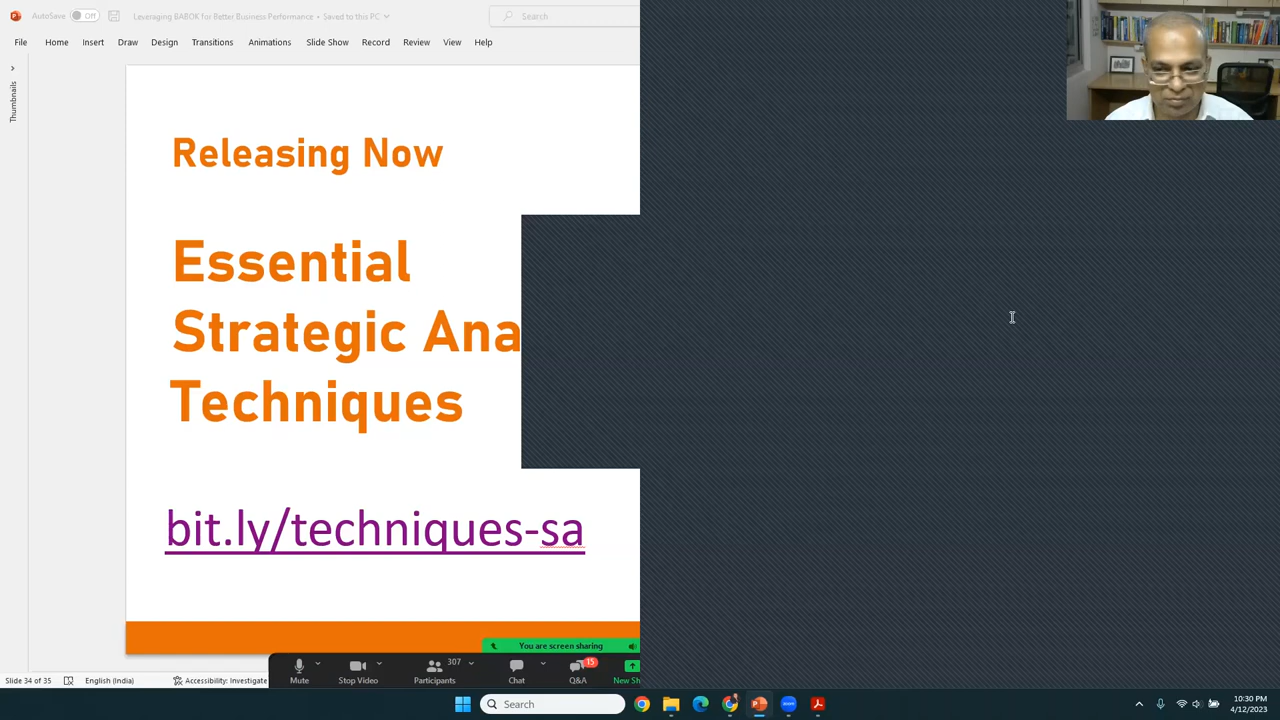 AutoSave Off Leveraging BABOK for Better Business Performance • Saved to this PC Search
File Home Insert Draw Design Transitions Animations Slide Show Record Review View Help
Thumbnails
Releasing Now
Essential
Strategic Ana
Techniques
bit.ly/techniques-sa
You are screen sharing
307
15
Mute Stop Video Participants Chat Q&A New Sh
Slide 34 of 35 English (India) Accessibility: Investigate
Search
zoom
10:30 PM
4/12/2023